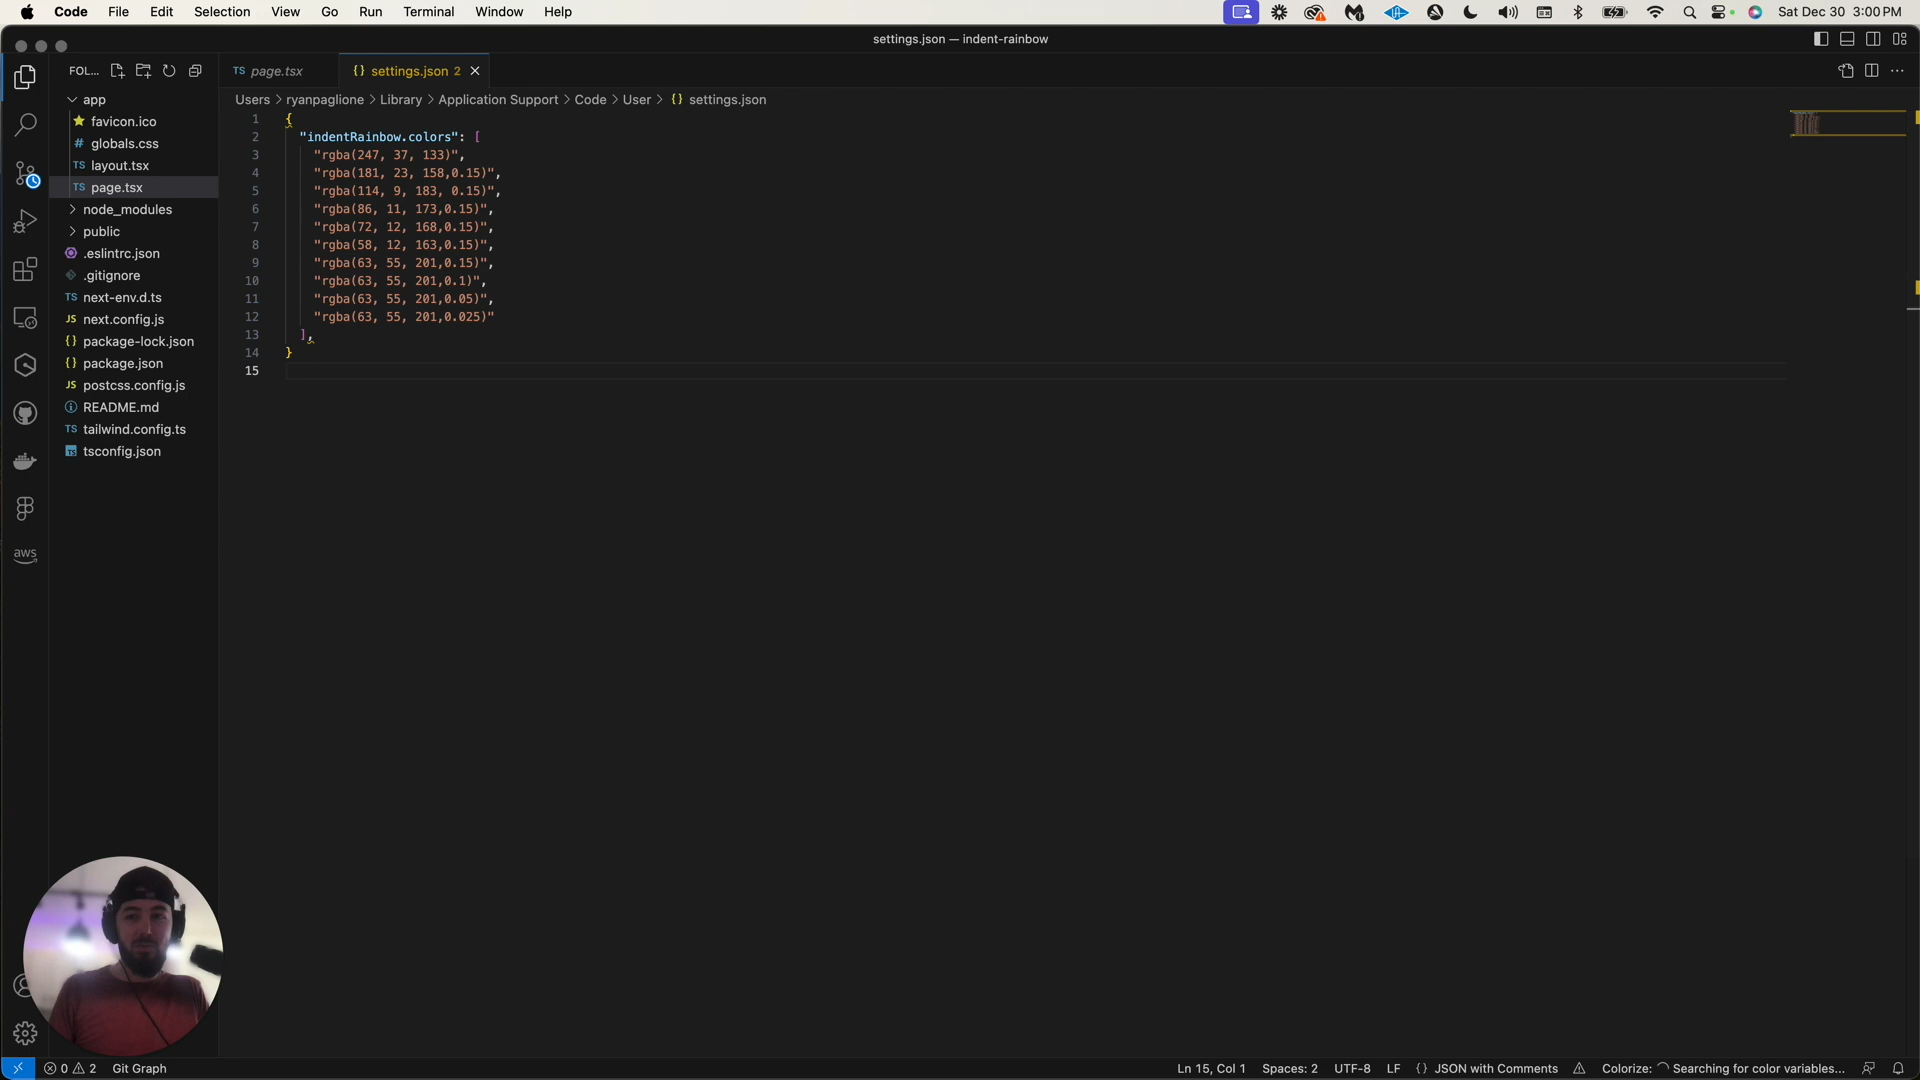 Code File Edit Selection View Go Run Terminal Window Help Sat Dec 30 3:00 PM
settings.json — indent-rainbow
FOL...
TS page.tsx
{} settings.json 2
Users > ryanpaglione > Library > Application Support > Code > User > {} settings.json
app
favicon.ico
# globals.css
TS layout.tsx
TS page.tsx
node_modules
public
.eslintrc.json
.gitignore
TS next-env.d.ts
JS next.config.js
{} package-lock.json
{} package.json
JS postcss.config.js
README.md
TS tailwind.config.ts
TS tsconfig.json
aws
1 {
2 "indentRainbow.colors": [
3 "rgba(247, 37, 133)",
4 "rgba(181, 23, 158,0.15)",
5 "rgba(114, 9, 183, 0.15)",
6 "rgba(86, 11, 173,0.15)",
7 "rgba(72, 12, 168,0.15)",
8 "rgba(58, 12, 163,0.15)",
9 "rgba(63, 55, 201,0.15)",
10 "rgba(63, 55, 201,0.1)",
11 "rgba(63, 55, 201,0.05)",
12 "rgba(63, 55, 201,0.025)"
13 ],
14 }
15
0 2 Git Graph Ln 15, Col 1 Spaces: 2 UTF-8 LF {} JSON with Comments Colorize: Searching for color variables...